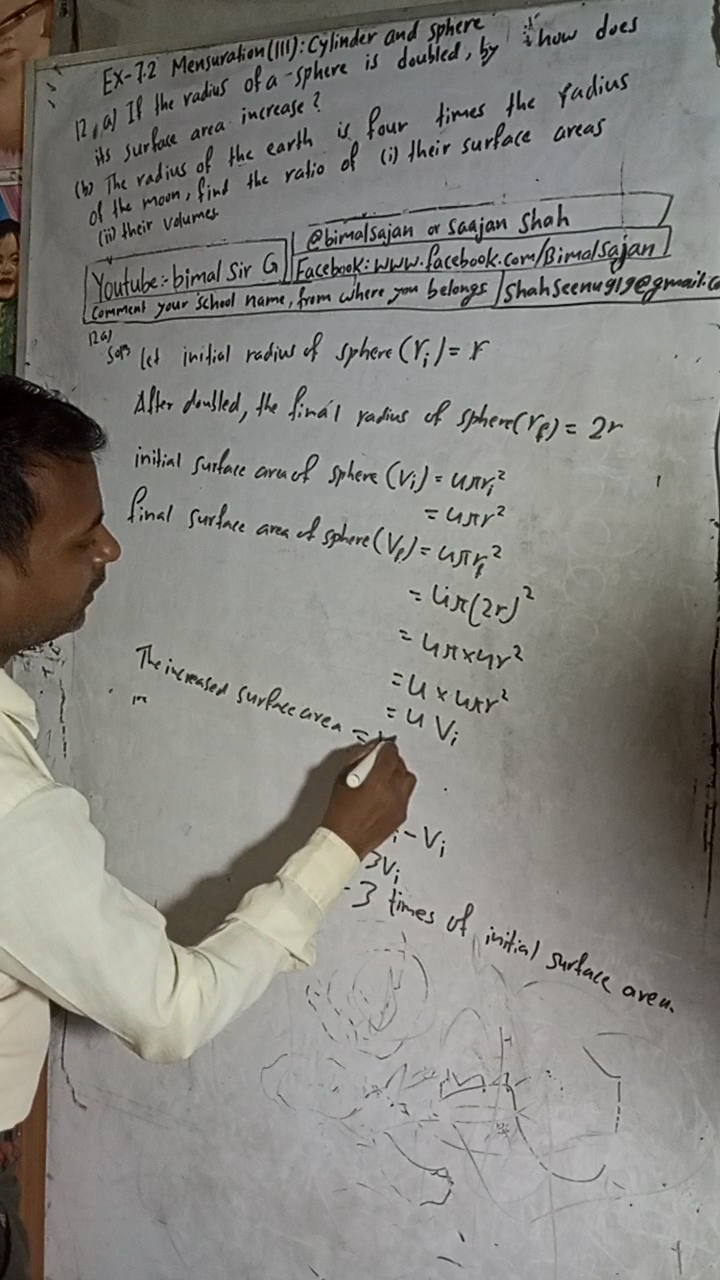 Ex-7.2 Mensuration (III): Cylinder and sphere
12. a) If the radius of a sphere is doubled, by how does
its surface area increase?
(b) The radius of the earth is four times the radius
of the moon, find the ratio of (i) their surface areas
(ii) their volumes.
@bimalsajan or Saajan Shah
Youtube:- bimal Sir G
Facebook: www.facebook.com/Bimalsajan
Comment your school name, from where you belongs
Shahseenu919@gmail.co
12a)
Soln let initial radius of sphere (ri) = r
After doubled, the final radius of sphere (rf) = 2r
initial surface area of sphere (Vi) = 4πri²
= 4πr²
final surface area of sphere (Vf) = 4πrf²
= 4π(2r)²
= 4π×4r²
= 4×4πr²
= 4 Vi
The increased surface area =
i - Vi
3Vi
3 times of initial surface area.